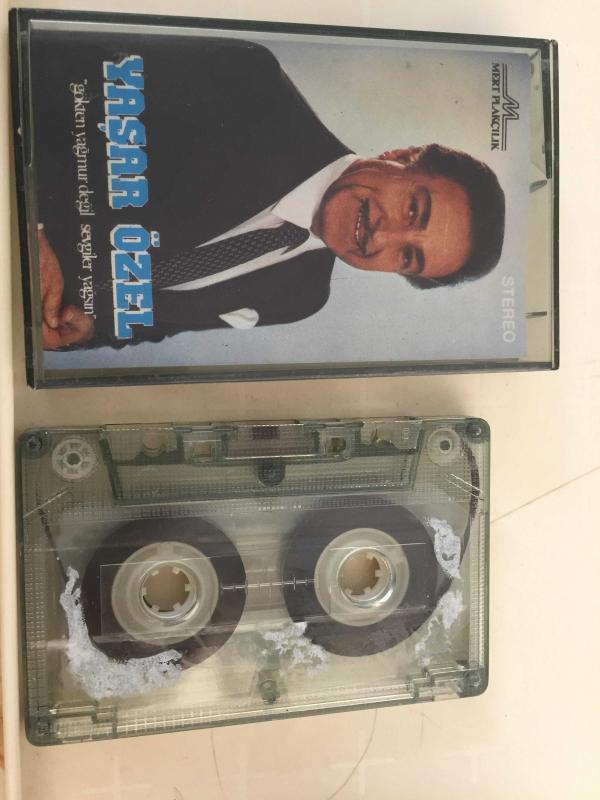 MERT PLAKÇILIK
STEREO
YAŞAR ÖZEL
"gökten yağmur değil sevgiler yağsın"